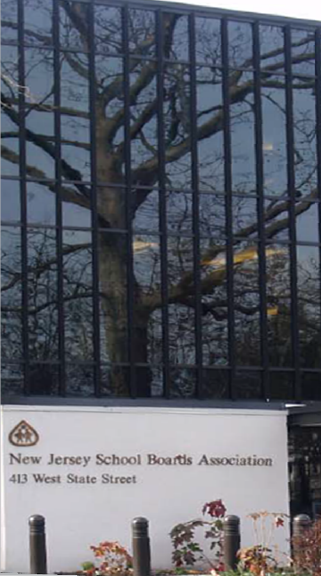 New Jersey School Boards Association
413 West State Street